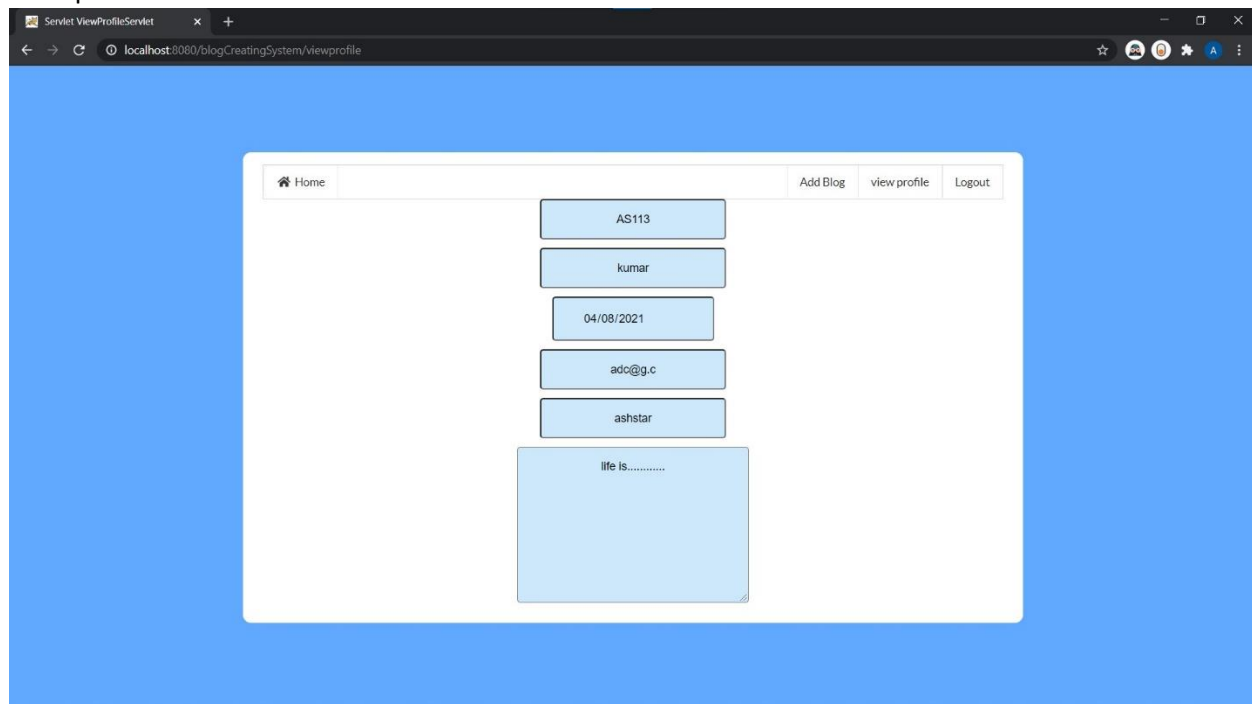 Servlet ViewProfileServlet
localhost:8080/blogCreatingSystem/viewprofile
A
Home
Add Blog
view profile
Logout
AS113
kumar
04/08/2021
adc@g.c
ashstar
life is............